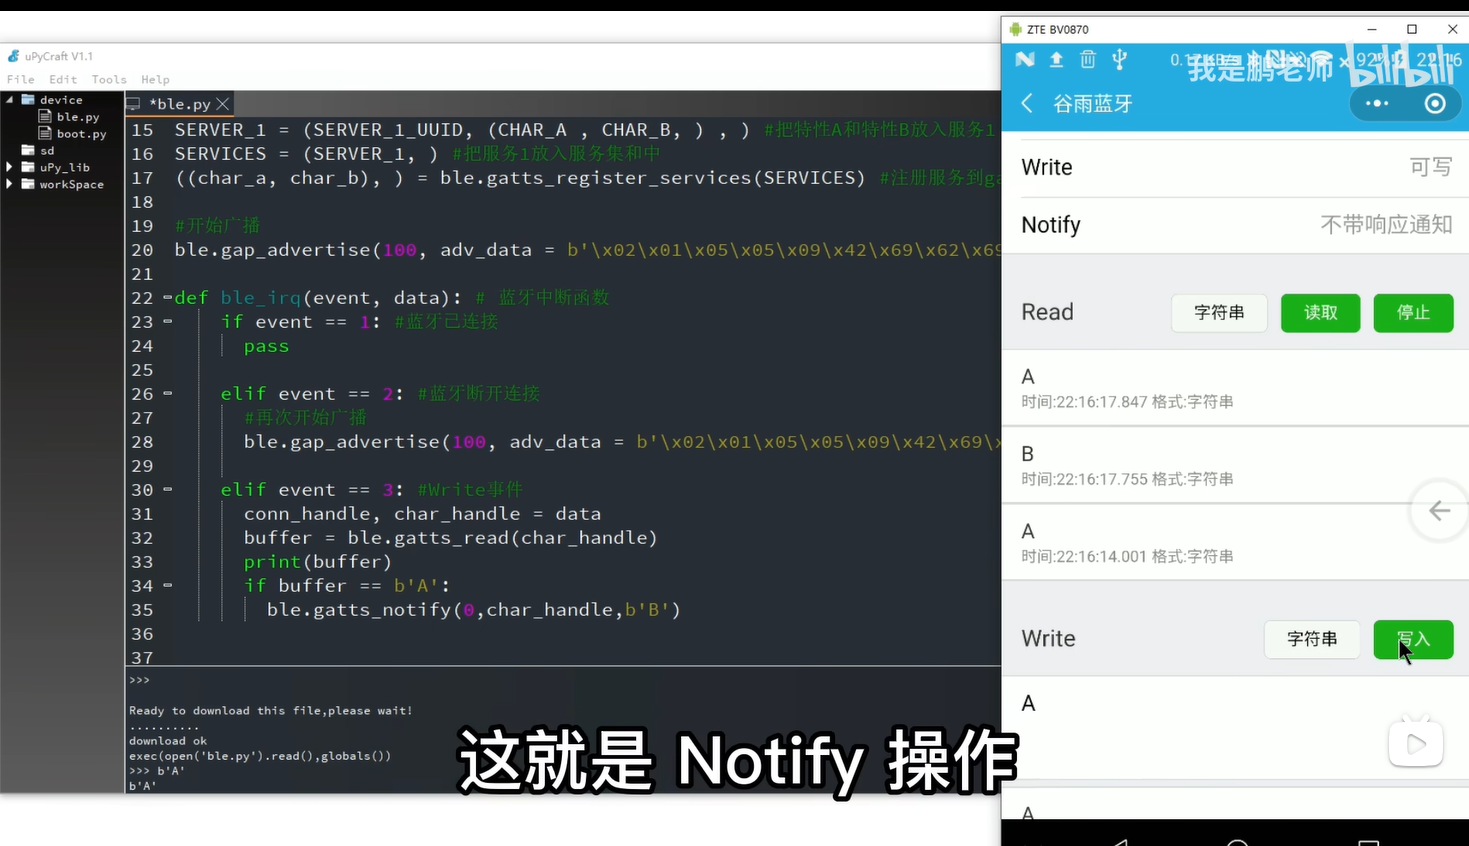 ZTE BV0870
uPyCraft V1.1
File Edit Tools Help
device
ble.py
boot.py
sd
uPy_lib
workSpace
*ble.py
15 SERVER_1 = (SERVER_1_UUID, (CHAR_A , CHAR_B, ) , ) #把特性A和特性B放入服务1
16 SERVICES = (SERVER_1, ) #把服务1放入服务集和中
17 ((char_a, char_b), ) = ble.gatts_register_services(SERVICES) #注册服务到ga
18
19 #开始广播
20 ble.gap_advertise(100, adv_data = b'\x02\x01\x05\x05\x09\x42\x69\x62\x69
21
22 def ble_irq(event, data): # 蓝牙中断函数
23 if event == 1: #蓝牙已连接
24 pass
25
26 elif event == 2: #蓝牙断开连接
27 #再次开始广播
28 ble.gap_advertise(100, adv_data = b'\x02\x01\x05\x05\x09\x42\x69\x
29
30 elif event == 3: #Write事件
31 conn_handle, char_handle = data
32 buffer = ble.gatts_read(char_handle)
33 print(buffer)
34 if buffer == b'A':
35 ble.gatts_notify(0,char_handle,b'B')
36
37
>>>
Ready to download this file,please wait!
..........
download ok
exec(open('ble.py').read(),globals())
>>> b'A'
b'A'
这就是 Notify 操作
我是鹏老师 bilibili
22:16
谷雨蓝牙
Write 可写
Notify 不带响应通知
Read 字符串 读取 停止
A
时间:22:16:17.847 格式:字符串
B
时间:22:16:17.755 格式:字符串
A
时间:22:16:14.001 格式:字符串
Write 字符串 写入
A
A